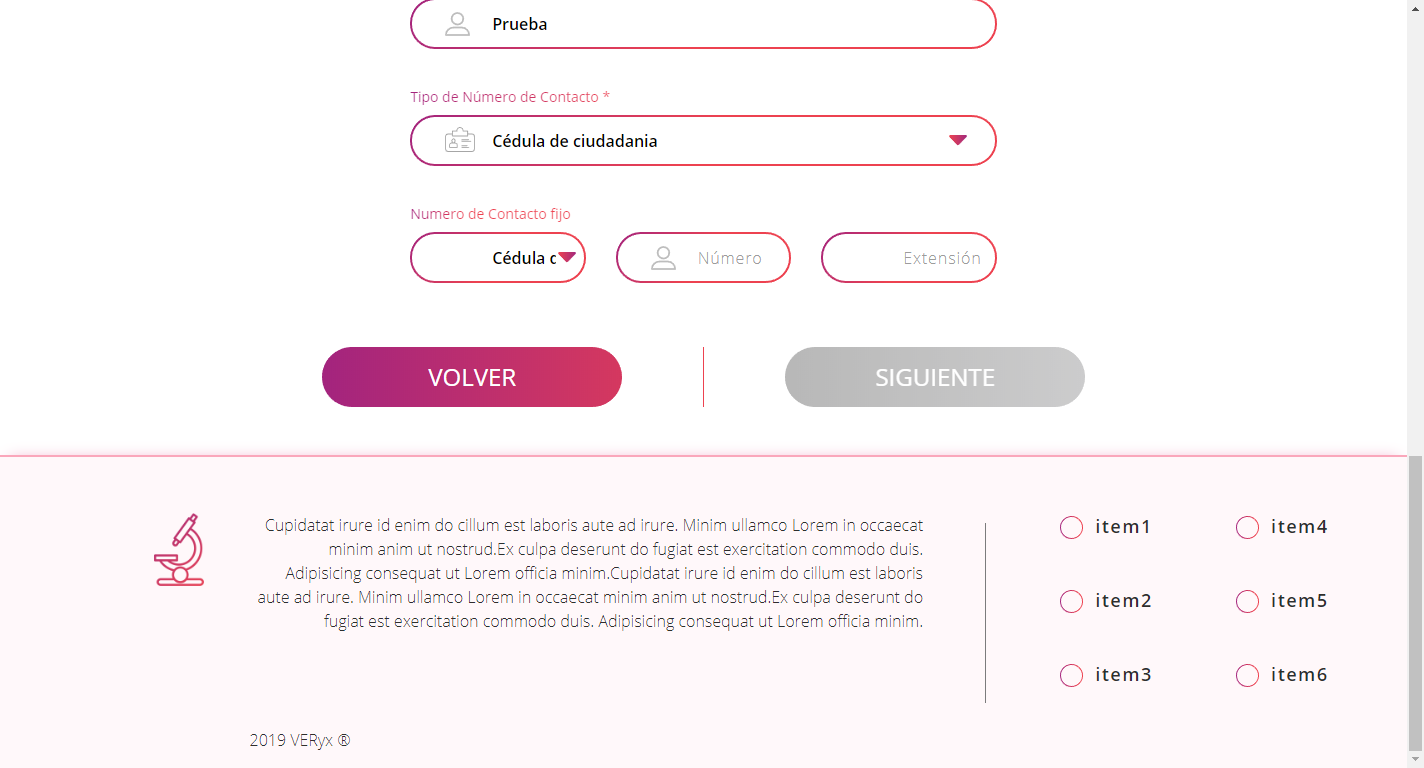 Prueba
Tipo de Número de Contacto *
Cédula de ciudadania
Numero de Contacto fijo
Cédula c
Número
Extensión
VOLVER
SIGUIENTE
Cupidatat irure id enim do cillum est laboris aute ad irure. Minim ullamco Lorem in occaecat
minim anim ut nostrud.Ex culpa deserunt do fugiat est exercitation commodo duis.
Adipisicing consequat ut Lorem officia minim.Cupidatat irure id enim do cillum est laboris
aute ad irure. Minim ullamco Lorem in occaecat minim anim ut nostrud.Ex culpa deserunt do
fugiat est exercitation commodo duis. Adipisicing consequat ut Lorem officia minim.
item1
item4
item2
item5
item3
item6
2019 VERyx ®